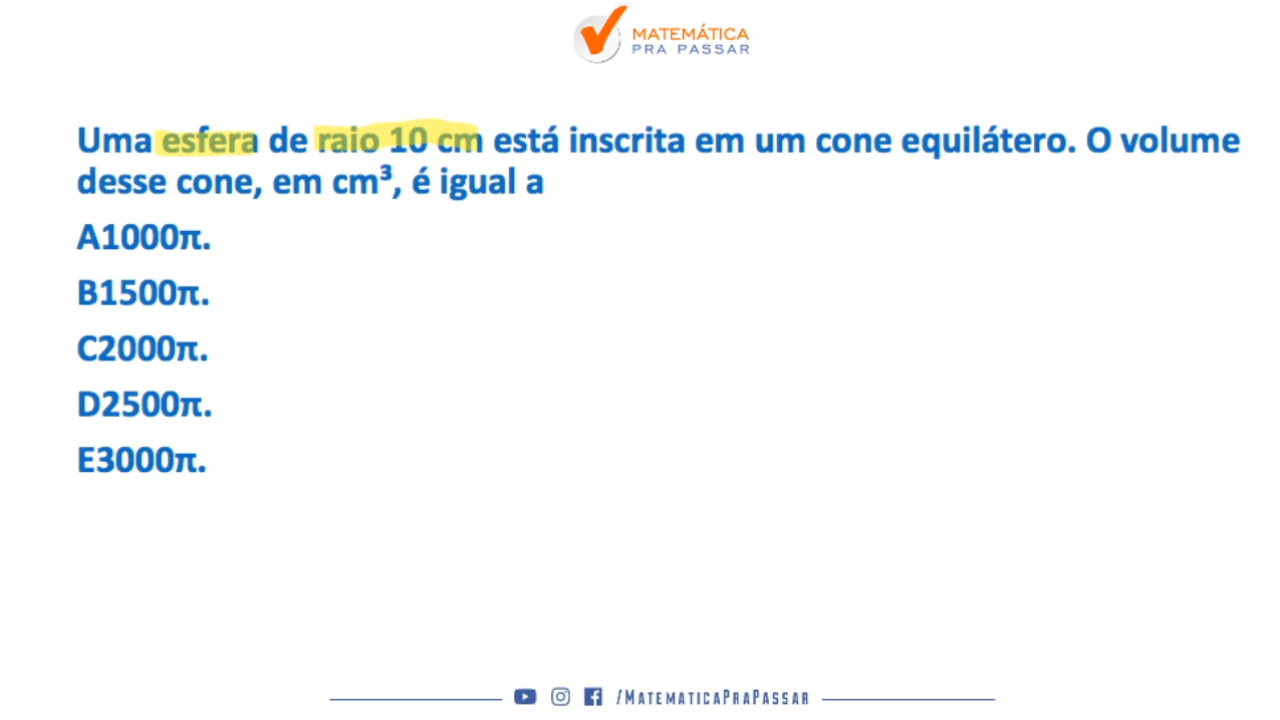 MATEMÁTICA
PRA PASSAR
Uma esfera de raio 10 cm está inscrita em um cone equilátero. O volume
desse cone, em cm³, é igual a
A1000π.
B1500π.
C2000π.
D2500π.
E3000π.
/MATEMATICAPRAPASSAR